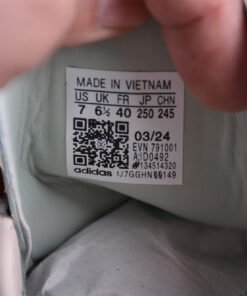 MADE IN VIETNAM
US UK FR JP CHN
7 6½ 40 250 245
03/24
EVN 791001
AID0492
#134514320
adidas